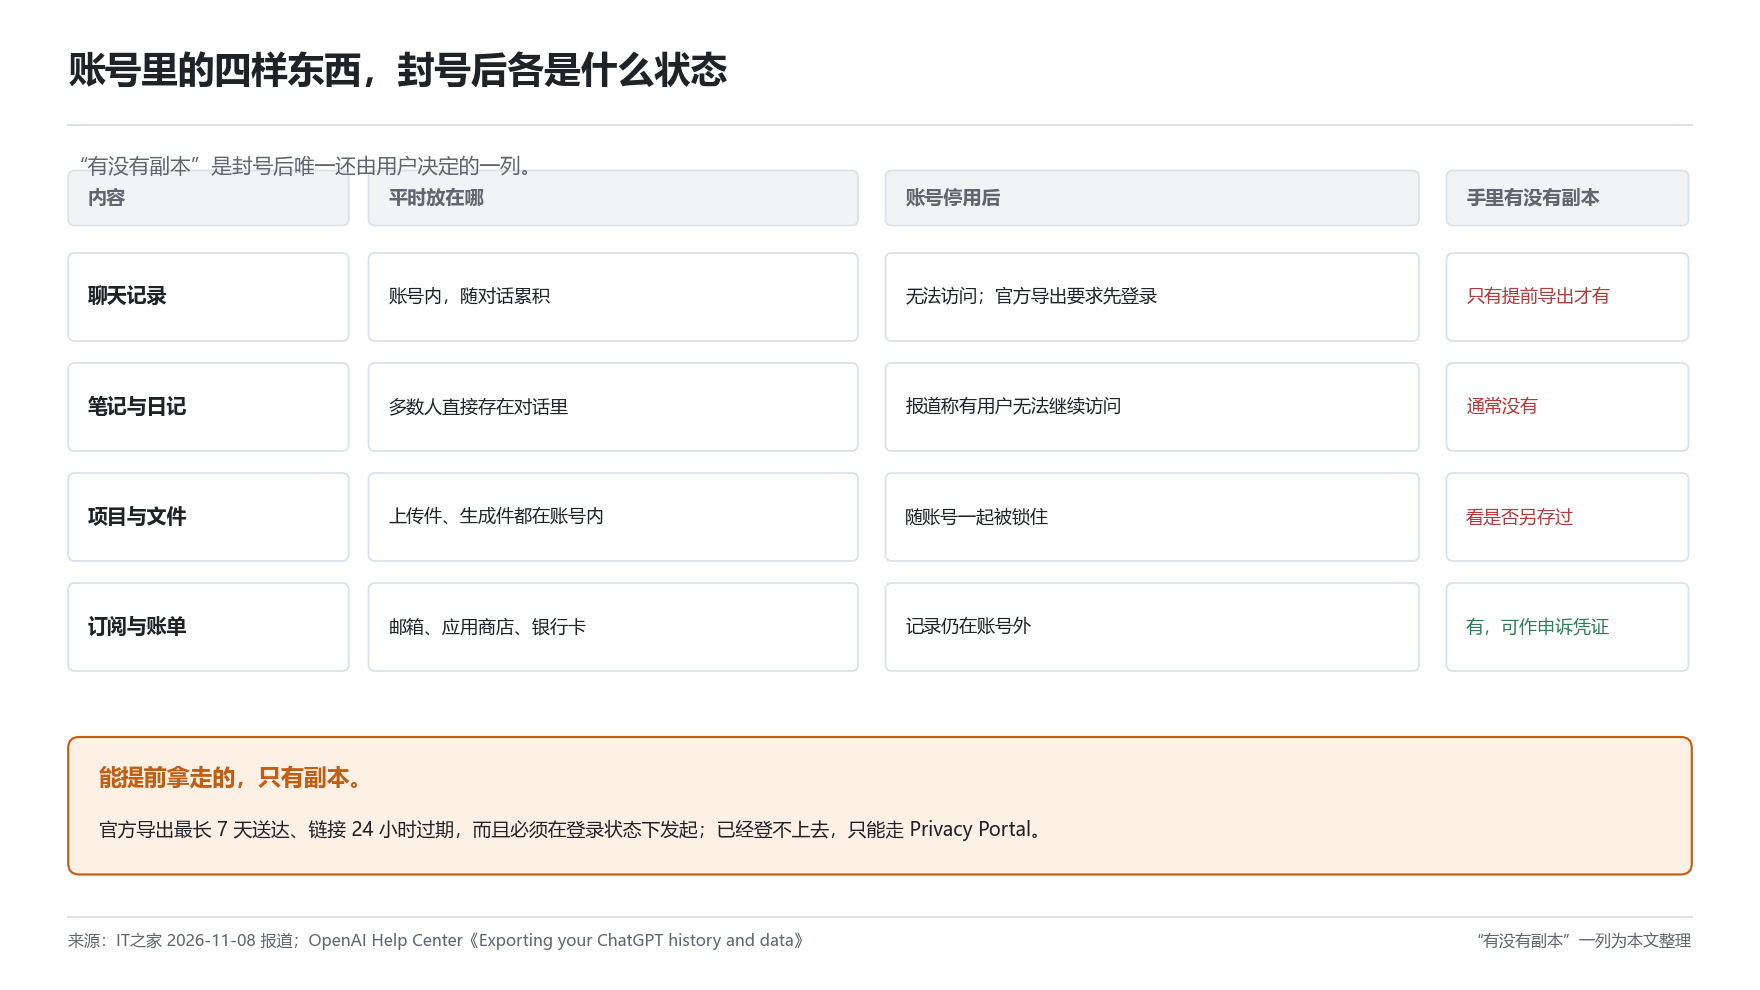 账号里的四样东西，封号后各是什么状态
“有没有副本”是封号后唯一还由用户决定的一列。
内容
平时放在哪
账号停用后
手里有没有副本
聊天记录
账号内，随对话累积
无法访问；官方导出要求先登录
只有提前导出才有
笔记与日记
多数人直接存在对话里
报道称有用户无法继续访问
通常没有
项目与文件
上传件、生成件都在账号内
随账号一起被锁住
看是否另存过
订阅与账单
邮箱、应用商店、银行卡
记录仍在账号外
有，可作申诉凭证
能提前拿走的，只有副本。
官方导出最长 7 天送达、链接 24 小时过期，而且必须在登录状态下发起；已经登不上去，只能走 Privacy Portal。
来源：IT之家 2026-11-08 报道；OpenAI Help Center《Exporting your ChatGPT history and data》
“有没有副本”一列为本文整理